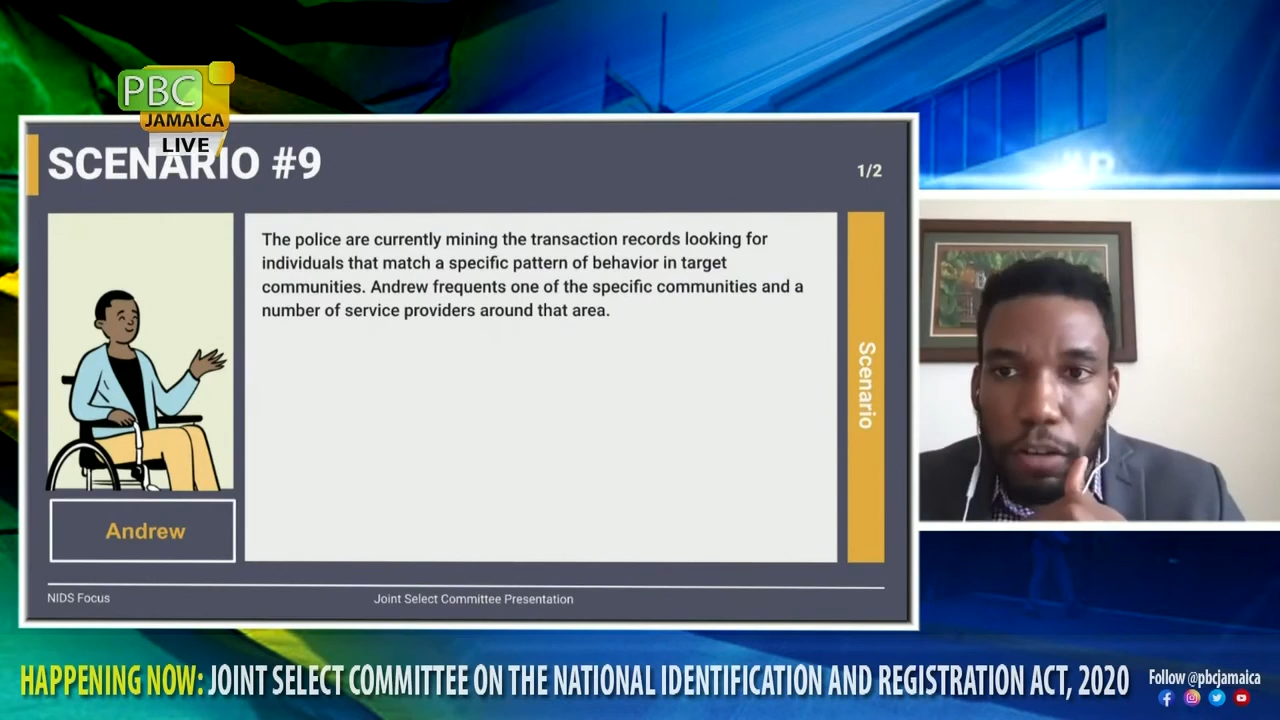 PBC
JAMAICA
LIVE
SCENARIO #9
1/2
The police are currently mining the transaction records looking for
individuals that match a specific pattern of behavior in target
communities. Andrew frequents one of the specific communities and a
number of service providers around that area.
Scenario
Andrew
NIDS Focus
Joint Select Committee Presentation
HAPPENING NOW: JOINT SELECT COMMITTEE ON THE NATIONAL IDENTIFICATION AND REGISTRATION ACT, 2020
Follow @pbcjamaica